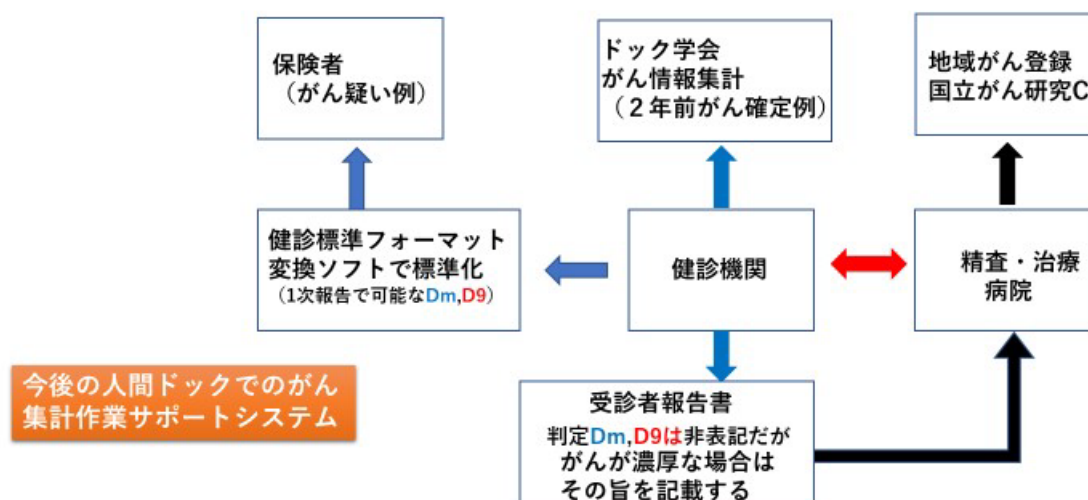 保険者
（がん疑い例）
ドック学会
がん情報集計
（２年前がん確定例）
地域がん登録
国立がん研究C
健診標準フォーマット
変換ソフトで標準化
（1次報告で可能なDm,D9）
健診機関
精査・治療
病院
今後の人間ドックでのがん
集計作業サポートシステム
受診者報告書
判定Dm,D9は非表記だが
がんが濃厚な場合は
その旨を記載する